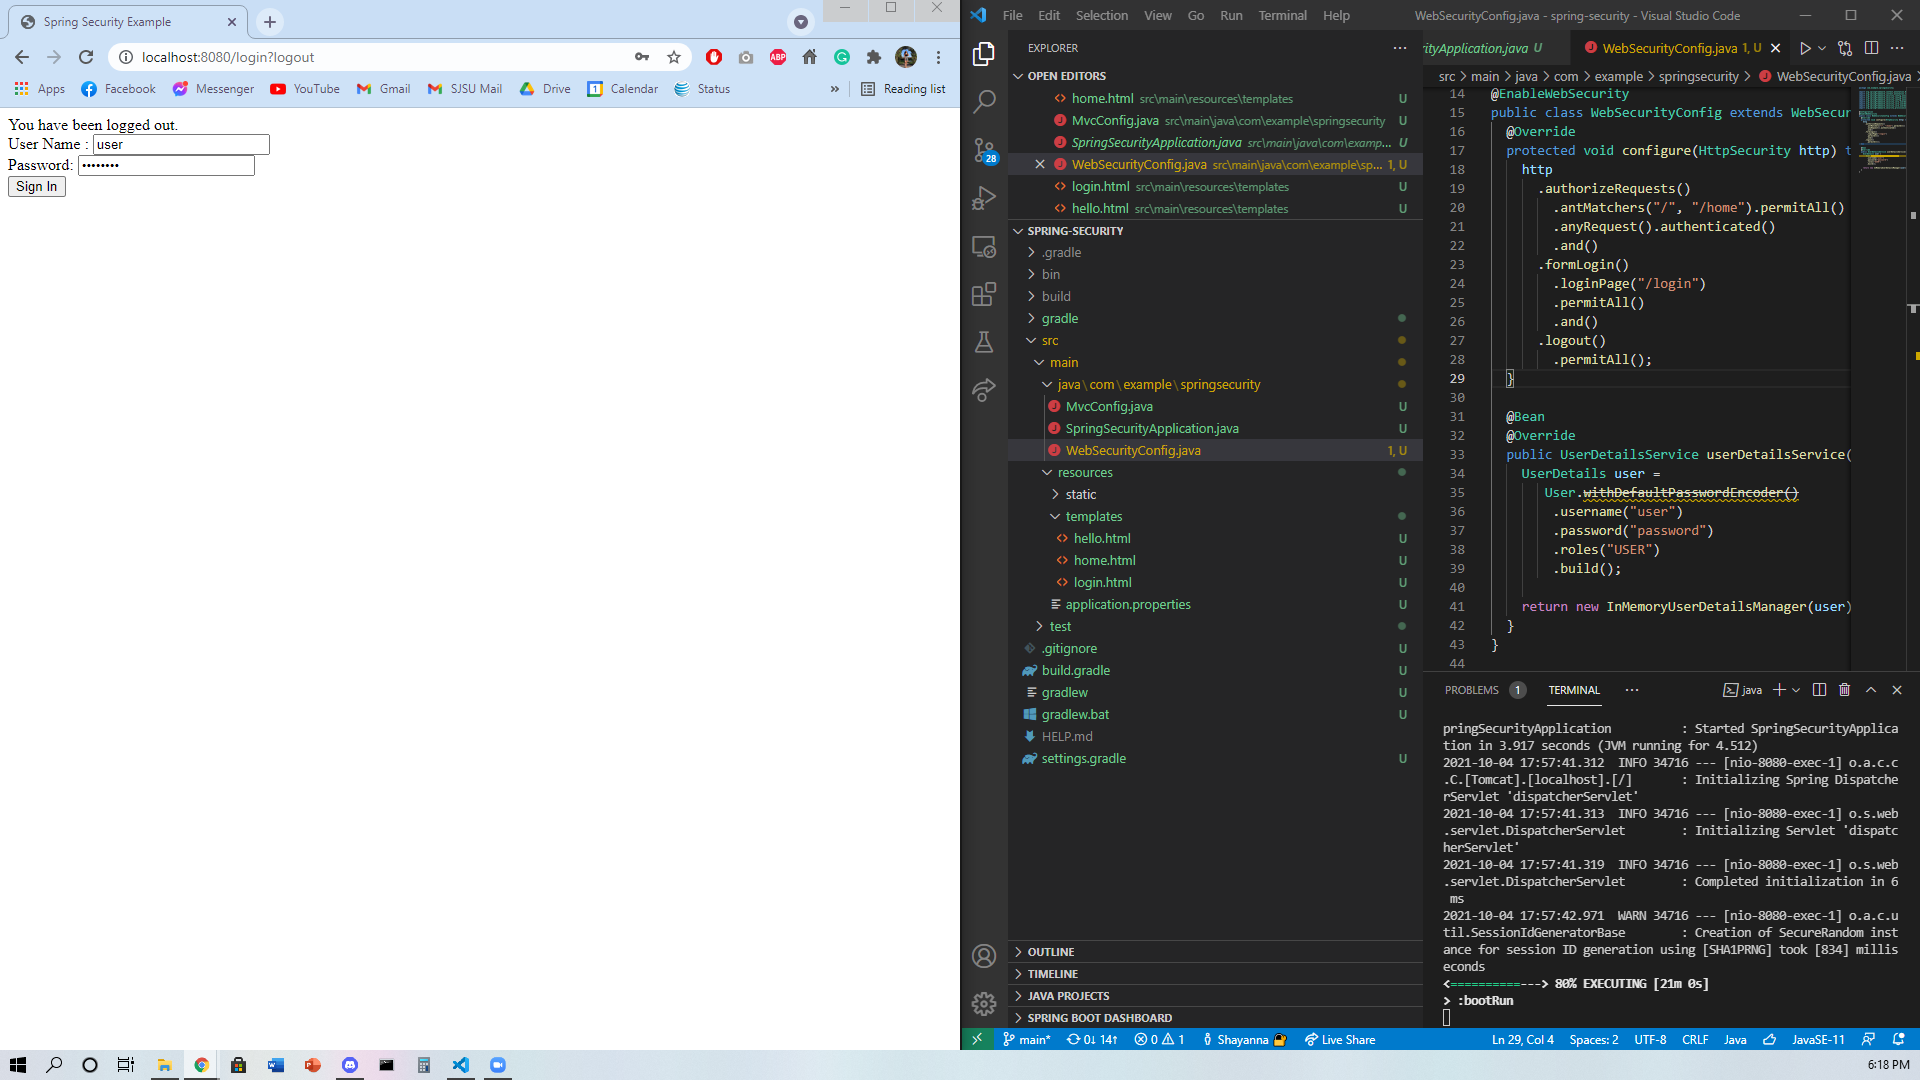 Spring Security Example
localhost:8080/login?logout
Apps
Facebook
Messenger
YouTube
Gmail
SJSU Mail
Drive
Calendar
Status
»
Reading list
You have been logged out.
User Name : user
Password: ••••••••
Sign In
File Edit Selection View Go Run Terminal Help
WebSecurityConfig.java - spring-security - Visual Studio Code
EXPLORER
OPEN EDITORS
home.html src\main\resources\templates U
MvcConfig.java src\main\java\com\example\springsecurity U
SpringSecurityApplication.java src\main\java\com\examp... U
WebSecurityConfig.java src\main\java\com\example\sp... 1, U
login.html src\main\resources\templates U
hello.html src\main\resources\templates U
SPRING-SECURITY
.gradle
bin
build
gradle
src
main
java\com\example\springsecurity
MvcConfig.java U
SpringSecurityApplication.java U
WebSecurityConfig.java 1, U
resources
static
templates
hello.html U
home.html U
login.html U
application.properties U
test
.gitignore U
build.gradle U
gradlew U
gradlew.bat U
HELP.md
settings.gradle U
OUTLINE
TIMELINE
JAVA PROJECTS
SPRING BOOT DASHBOARD
28
ityApplication.java U
WebSecurityConfig.java 1, U
src > main > java > com > example > springsecurity > WebSecurityConfig.java >
14 @EnableWebSecurity
15 public class WebSecurityConfig extends WebSecur
16 @Override
17 protected void configure(HttpSecurity http) t
18 http
19 .authorizeRequests()
20 .antMatchers("/", "/home").permitAll()
21 .anyRequest().authenticated()
22 .and()
23 .formLogin()
24 .loginPage("/login")
25 .permitAll()
26 .and()
27 .logout()
28 .permitAll();
29 }
30
31 @Bean
32 @Override
33 public UserDetailsService userDetailsService(
34 UserDetails user =
35 User.withDefaultPasswordEncoder()
36 .username("user")
37 .password("password")
38 .roles("USER")
39 .build();
40
41 return new InMemoryUserDetailsManager(user)
42 }
43 }
44
PROBLEMS 1 TERMINAL ··· java
pringSecurityApplication : Started SpringSecurityApplica
tion in 3.917 seconds (JVM running for 4.512)
2021-10-04 17:57:41.312 INFO 34716 --- [nio-8080-exec-1] o.a.c.c
.C.[Tomcat].[localhost].[/] : Initializing Spring Dispatche
rServlet 'dispatcherServlet'
2021-10-04 17:57:41.313 INFO 34716 --- [nio-8080-exec-1] o.s.web
.servlet.DispatcherServlet : Initializing Servlet 'dispatc
herServlet'
2021-10-04 17:57:41.319 INFO 34716 --- [nio-8080-exec-1] o.s.web
.servlet.DispatcherServlet : Completed initialization in 6
ms
2021-10-04 17:57:42.971 WARN 34716 --- [nio-8080-exec-1] o.a.c.u
til.SessionIdGeneratorBase : Creation of SecureRandom inst
ance for session ID generation using [SHA1PRNG] took [834] millis
econds
<==========---> 80% EXECUTING [21m 0s]
> :bootRun
main* 0↓ 14↑ 0 1 Shayanna Live Share
Ln 29, Col 4 Spaces: 2 UTF-8 CRLF Java JavaSE-11
6:18 PM